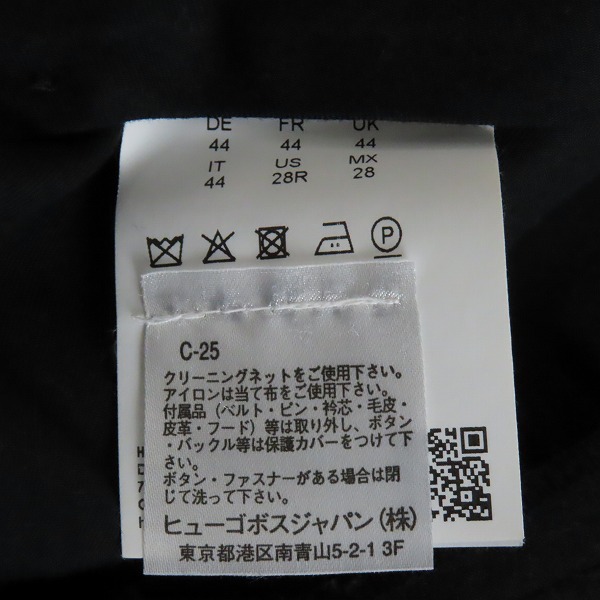 DE FR UK
44 44 44
IT US MX
44 28R 28
P
C-25
クリーニングネットをご使用下さい。
アイロンは当て布をご使用下さい。
付属品（ベルト・ピン・衿芯・毛皮・
皮革・フード）等は取り外し、ボタン
・バックル等は保護カバーをつけて下
さい。
ボタン・ファスナーがある場合は閉
じて洗って下さい。
ヒューゴボスジャパン(株)
東京都港区南青山5-2-1 3F